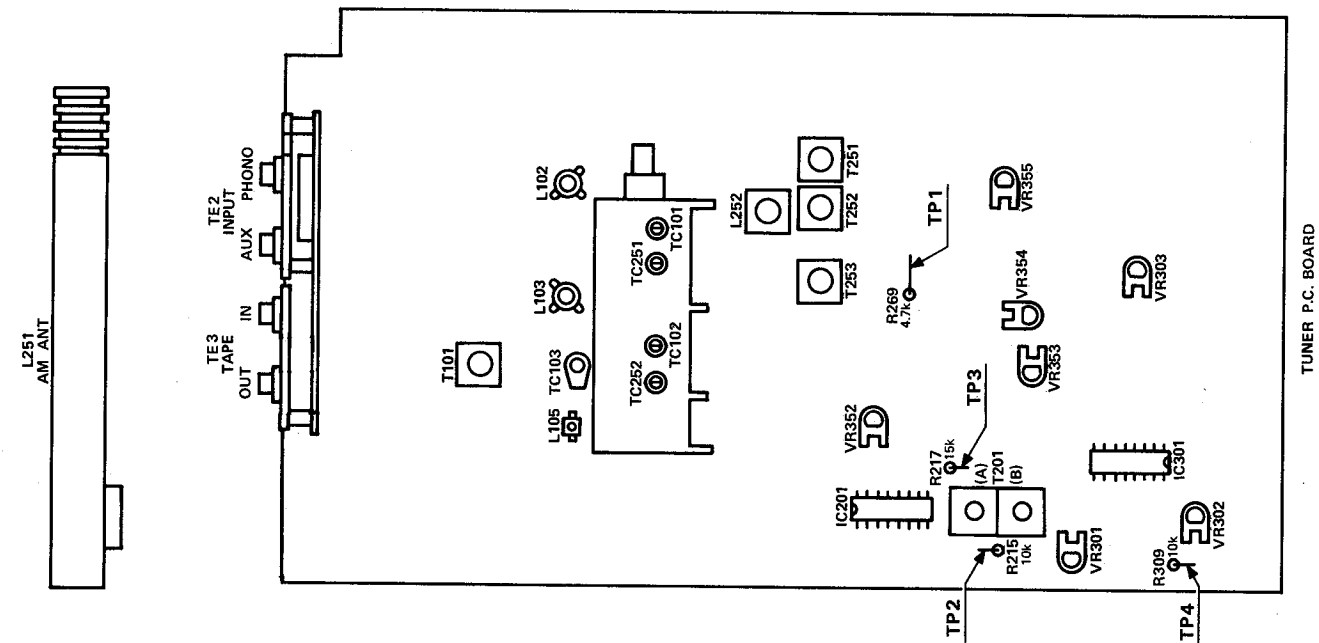 L251
AM ANT
TE2
INPUT
PHONO
AUX
TE3
TAPE
IN
OUT
L102
L103
T101
TC103
L105
TC101
TC251
TC102
TC252
L252
T251
T252
T253
TP1
R269
4.7k
VR355
VR354
VR353
VR303
VR352
TP3
R217
15k
(A)
T201
(B)
IC201
IC301
R215
10k
TP2
VR301
VR302
R309
10k
TP4
TUNER P.C. BOARD